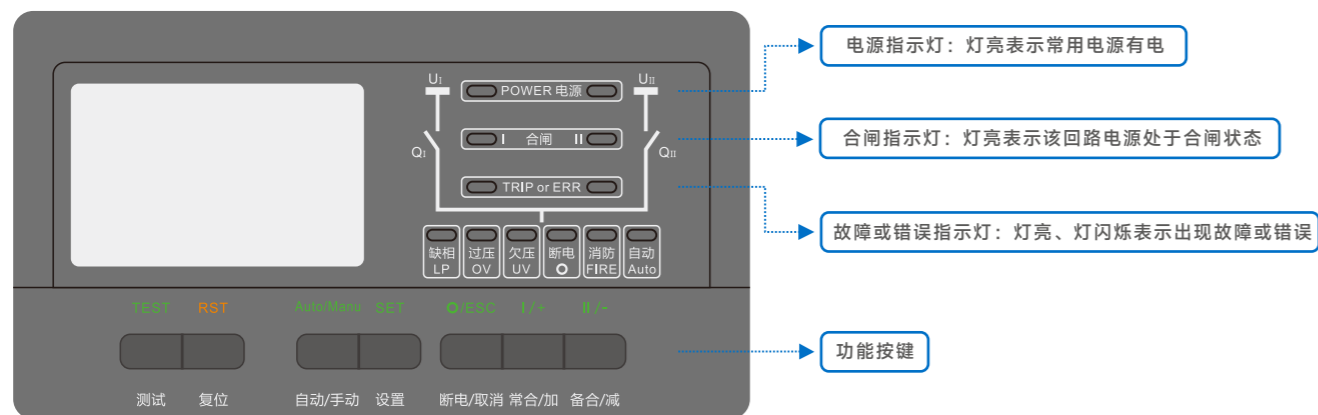 UI
POWER 电源
UII
I 合闸 II
QI
QII
TRIP or ERR
缺相 过压 欠压 断电 消防 自动
LP OV UV O FIRE Auto
TEST RST Auto/Manu SET O/ESC I/+ II/-
测试 复位 自动/手动 设置 断电/取消 常合/加 备合/减
电源指示灯：灯亮表示常用电源有电
合闸指示灯：灯亮表示该回路电源处于合闸状态
故障或错误指示灯：灯亮、灯闪烁表示出现故障或错误
功能按键